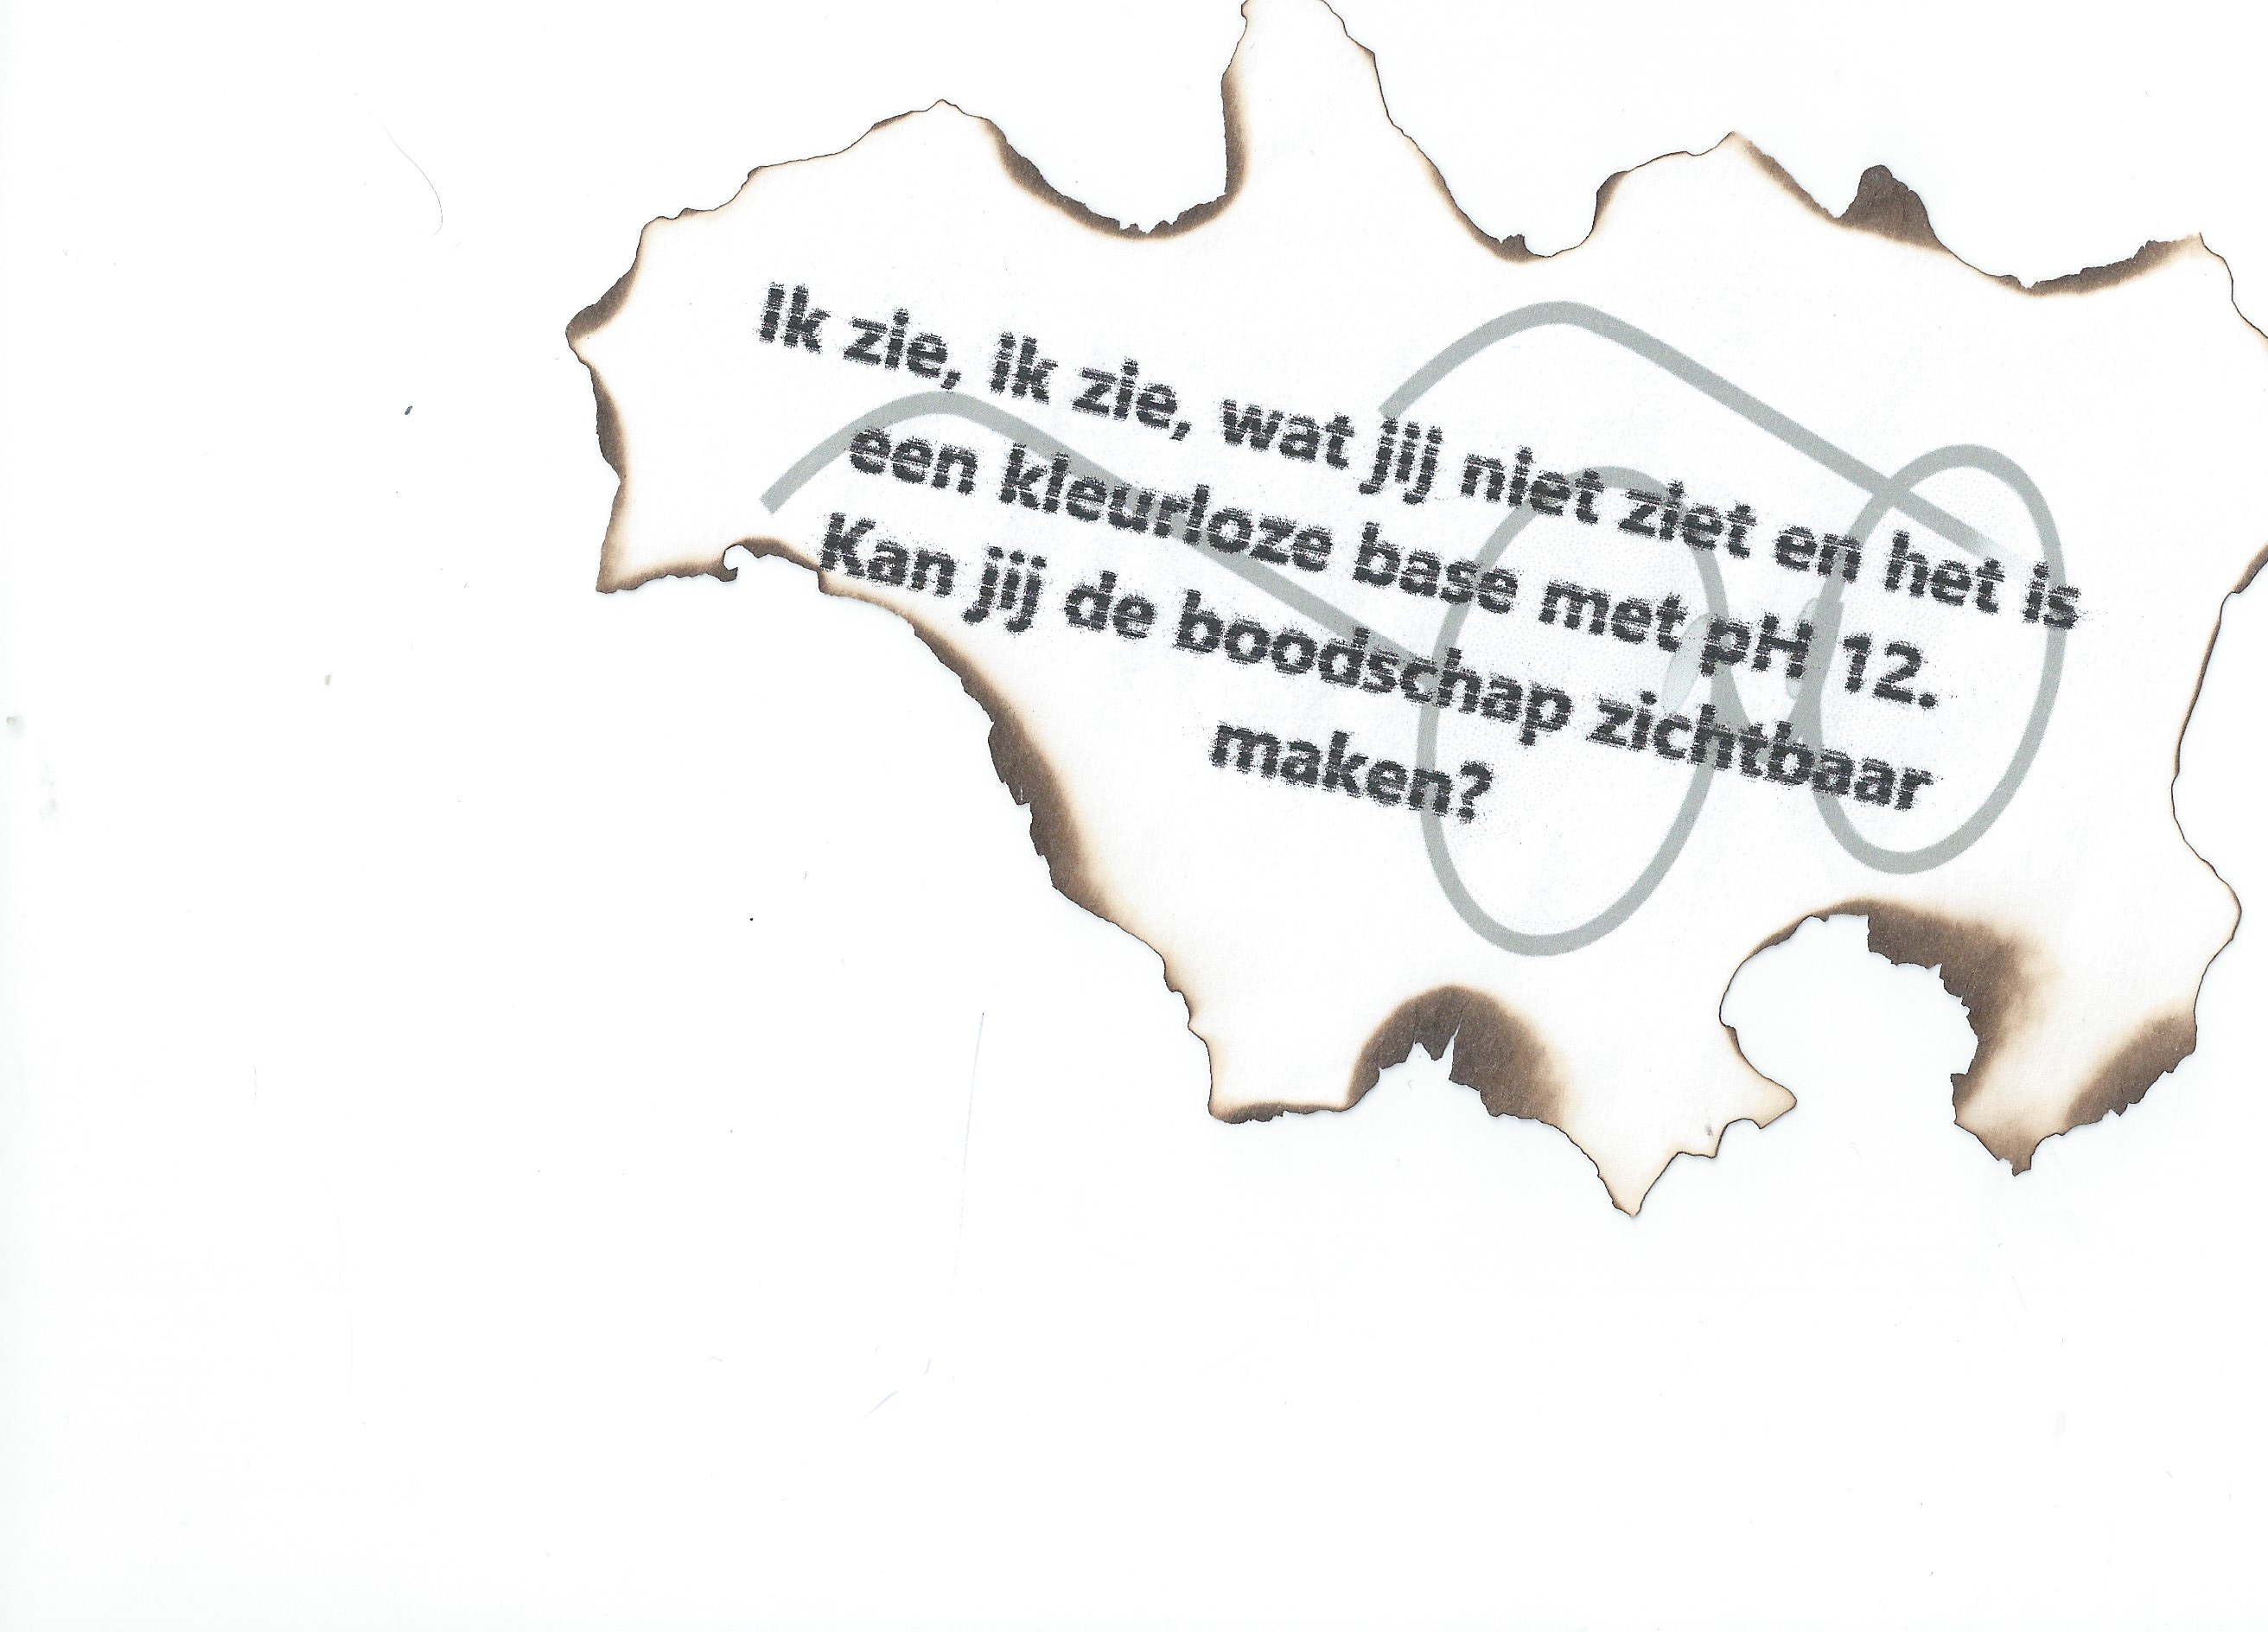 Ik zie, ik zie, wat jij niet ziet en het is
een kleurloze base met pH 12.
Kan jij de boodschap zichtbaar
maken?